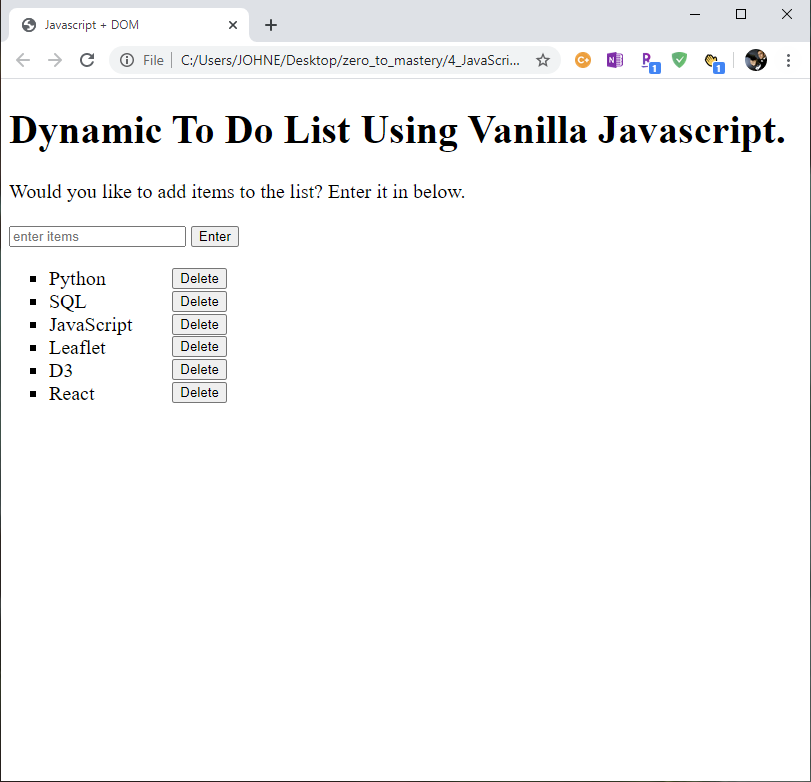 Javascript + DOM
File C:/Users/JOHNE/Desktop/zero_to_mastery/4_JavaScri...
C+ N R 1 1
Dynamic To Do List Using Vanilla Javascript.
Would you like to add items to the list? Enter it in below.
enter items Enter
Python Delete
SQL Delete
JavaScript Delete
Leaflet Delete
D3 Delete
React Delete